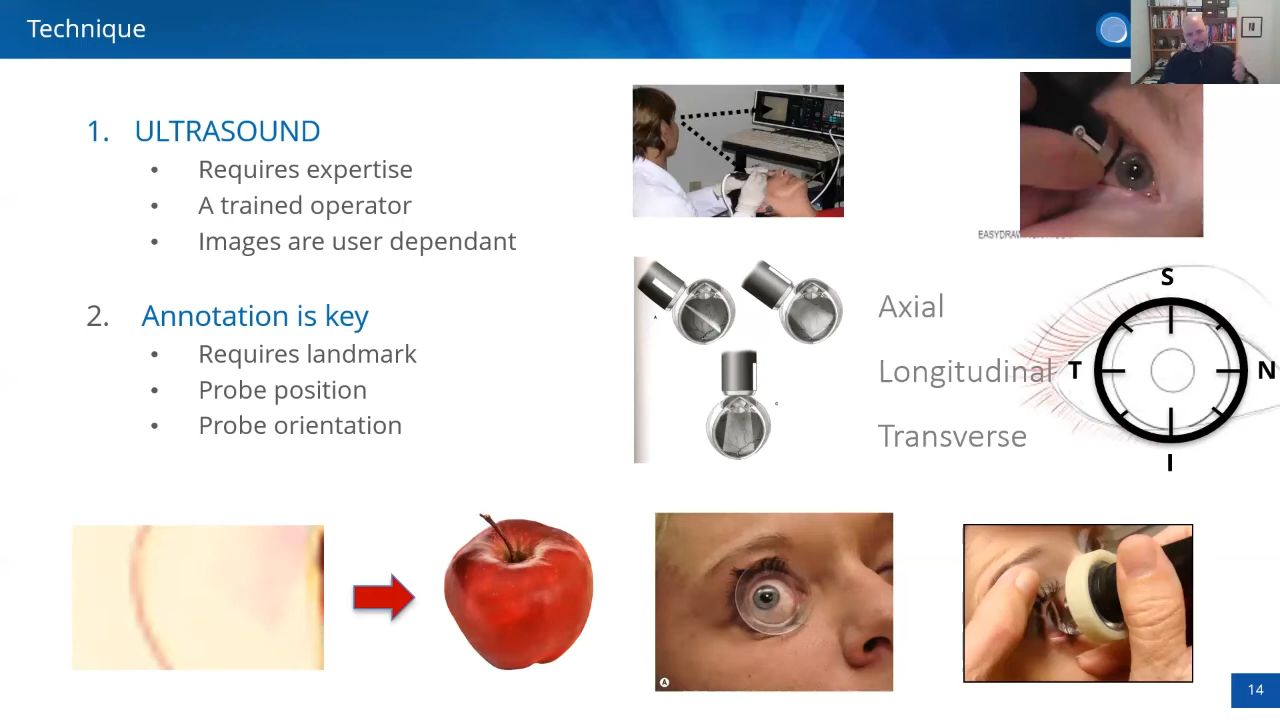 Technique
1. ULTRASOUND
• Requires expertise
• A trained operator
• Images are user dependant
2. Annotation is key
• Requires landmark
• Probe position
• Probe orientation
Axial
Longitudinal
Transverse
S
T
N
I
A
14